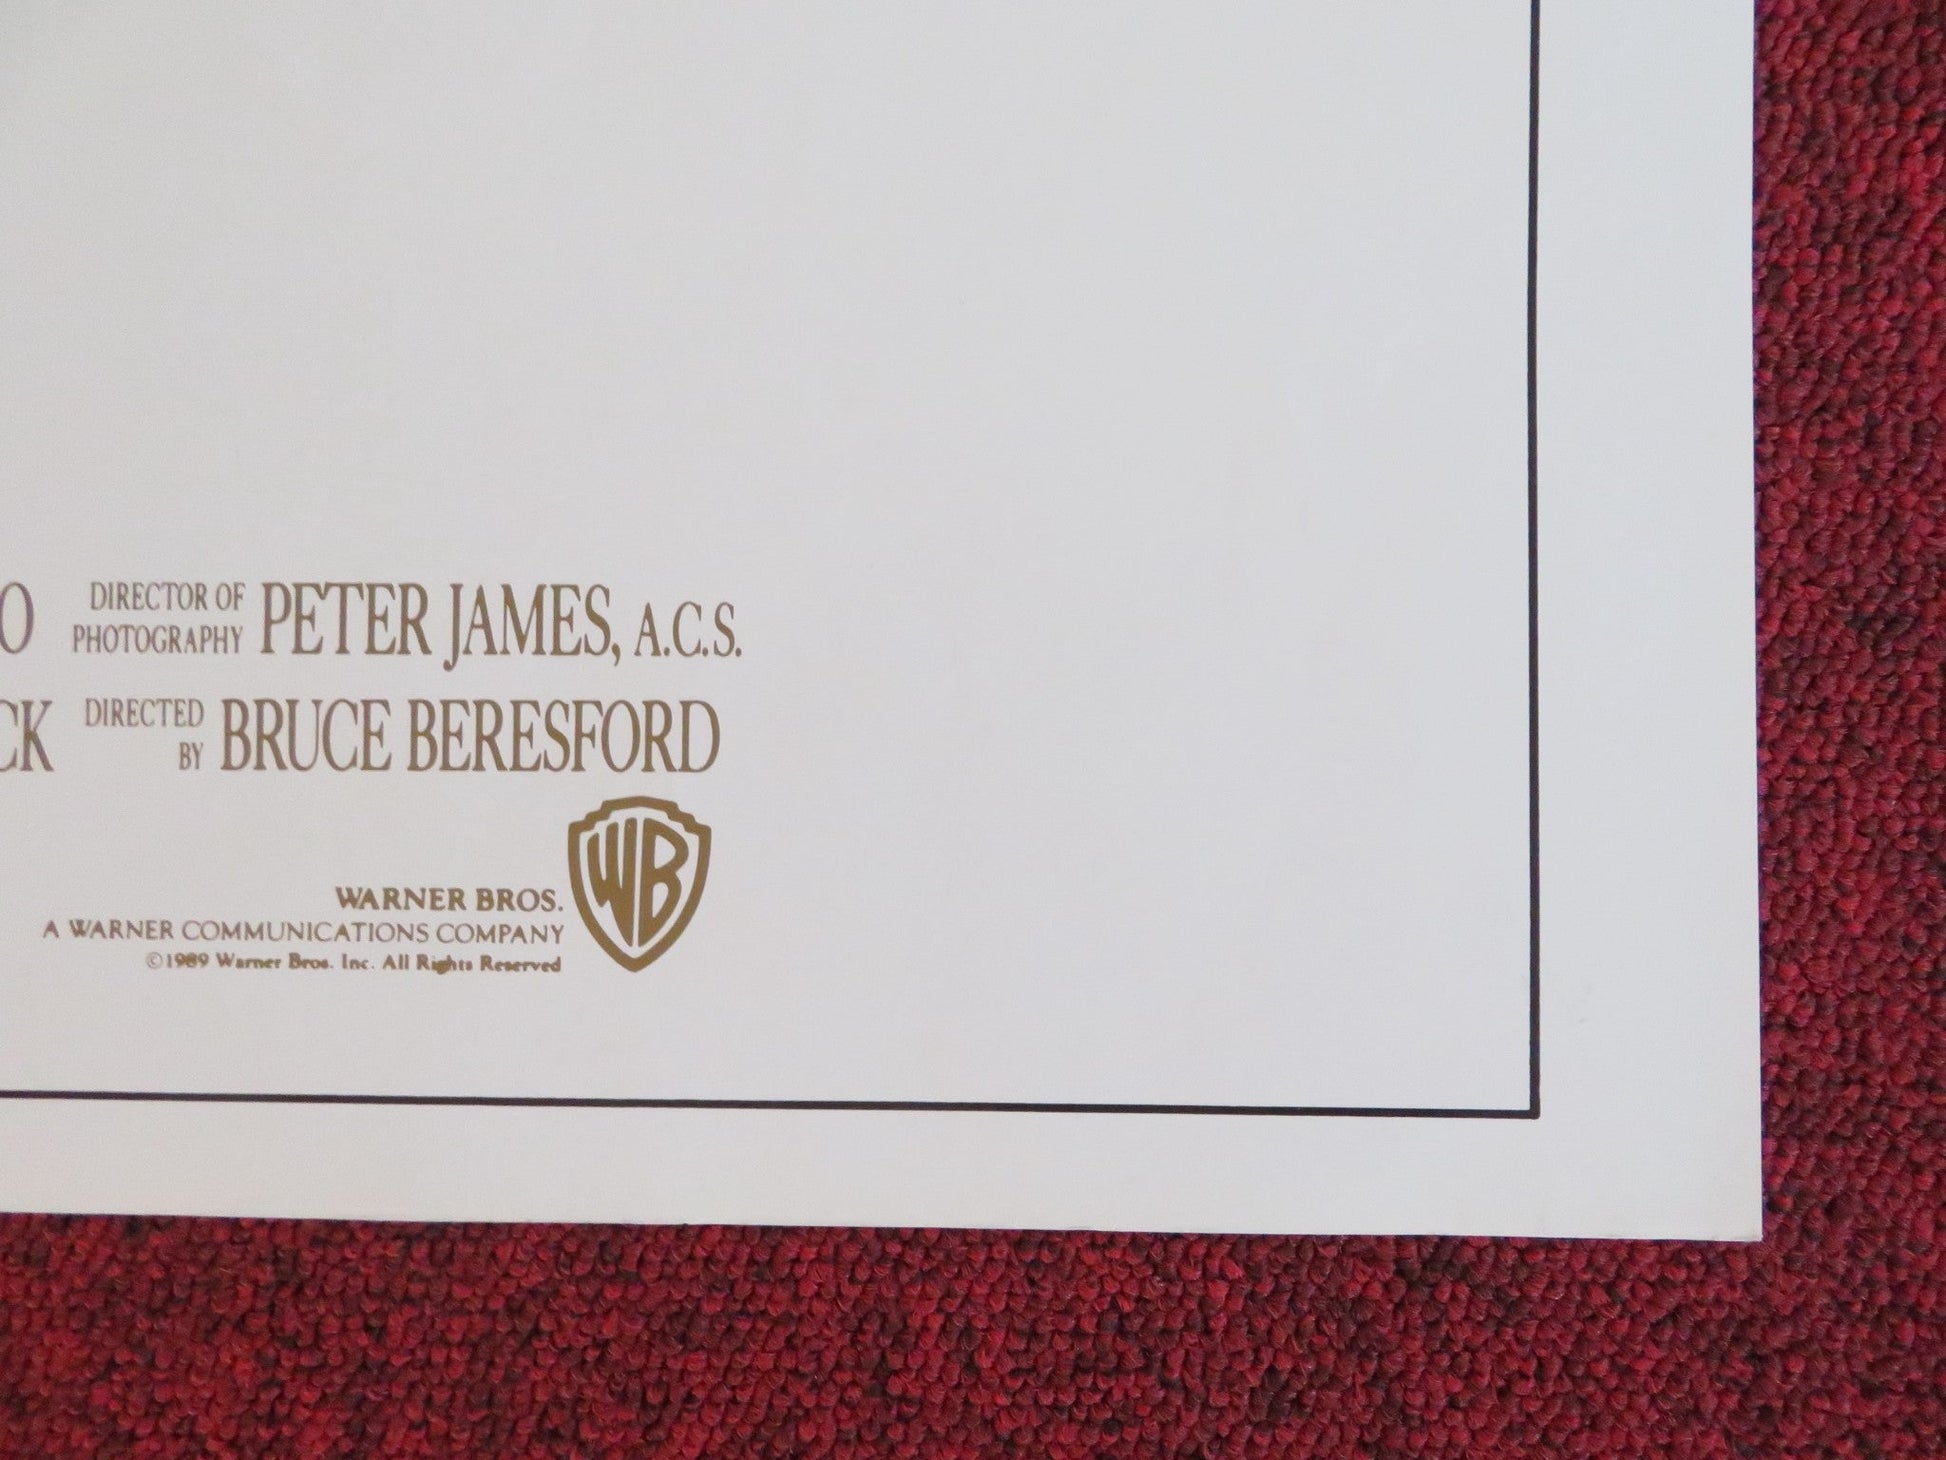 O DIRECTOR OF PHOTOGRAPHY PETER JAMES, A.C.S.
CK DIRECTED BY BRUCE BERESFORD
WB
WARNER BROS.
A WARNER COMMUNICATIONS COMPANY
©1989 Warner Bros. Inc. All Rights Reserved